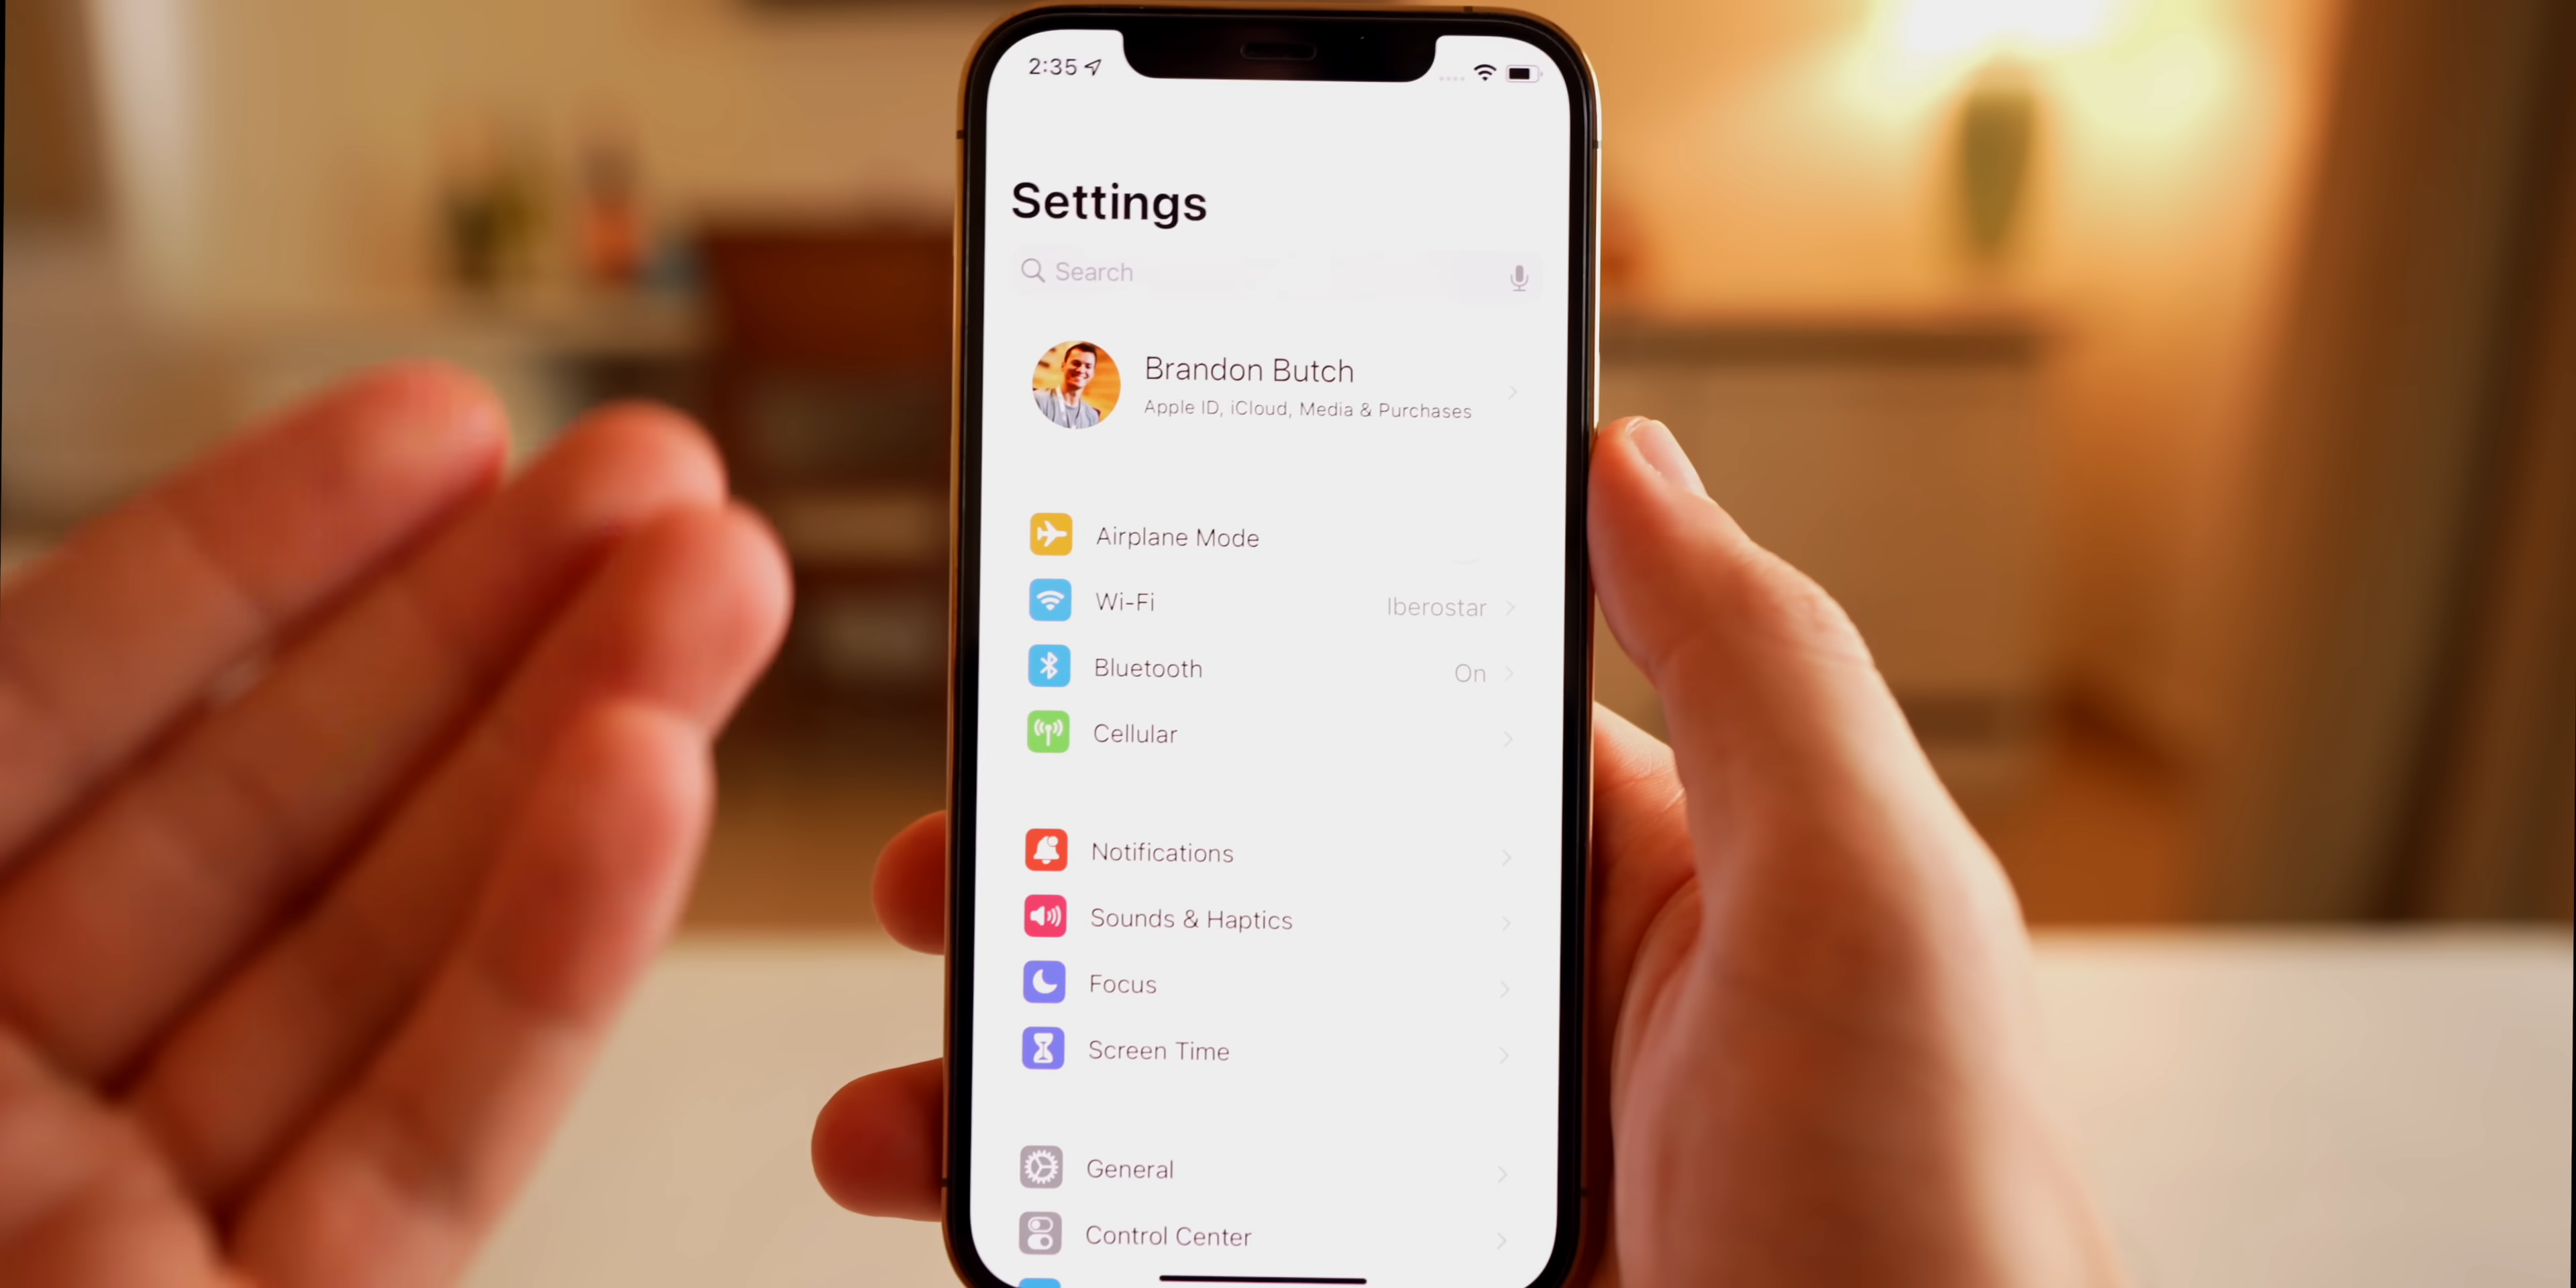 2:35
Settings
Search
Brandon Butch
Apple ID, iCloud, Media & Purchases
Airplane Mode
Wi-Fi Iberostar
Bluetooth On
Cellular
Notifications
Sounds & Haptics
Focus
Screen Time
General
Control Center